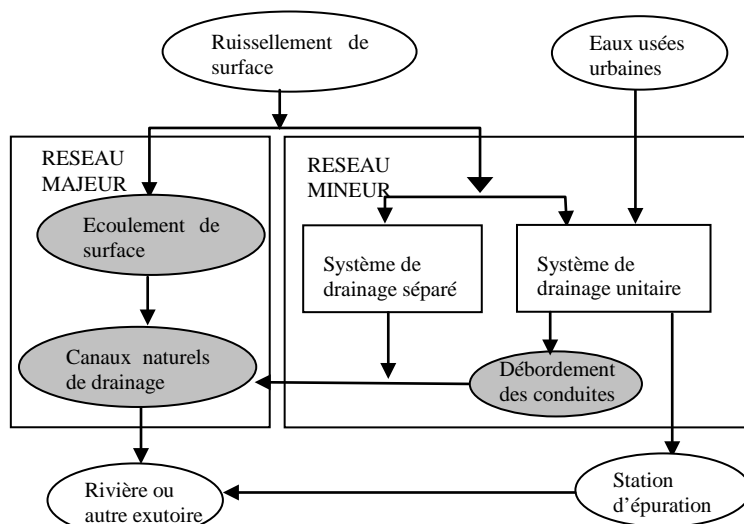 Ruissellement de
surface
Eaux usées
urbaines
RESEAU
MAJEUR
RESEAU
MINEUR
Ecoulement de
surface
Système de
drainage séparé
Système de
drainage unitaire
Canaux naturels
de drainage
Débordement
des conduites
Rivière ou
autre exutoire
Station
d'épuration